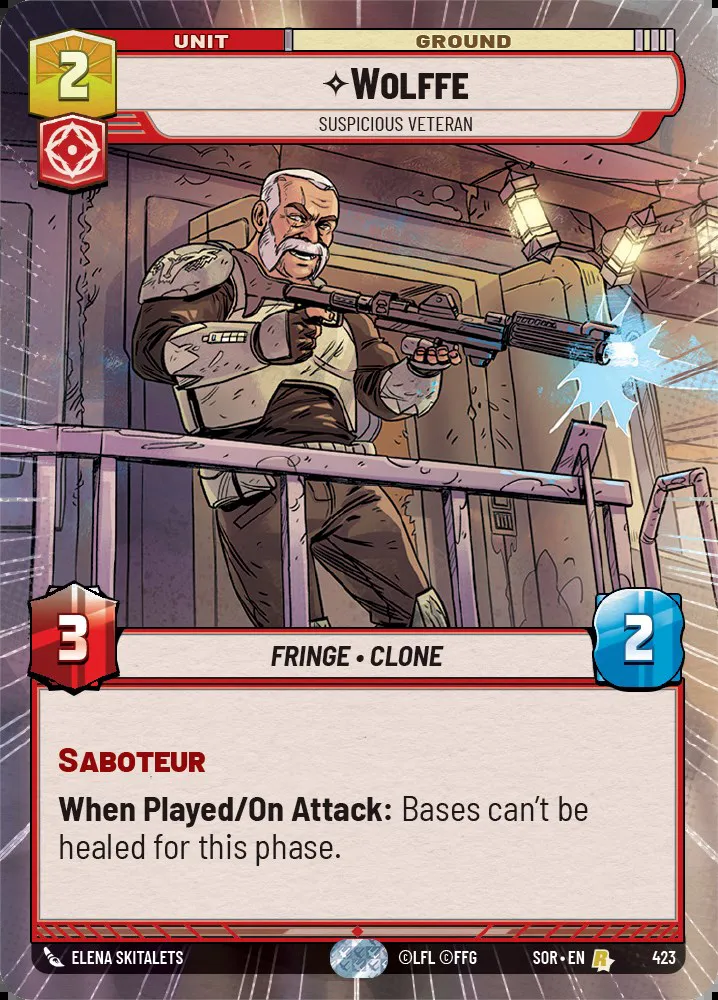 UNIT GROUND
2 WOLFFE
SUSPICIOUS VETERAN
3 FRINGE • CLONE 2
SABOTEUR
When Played/On Attack: Bases can't be
healed for this phase.
ELENA SKITALETS ©LFL ©FFG SOR • EN R 423